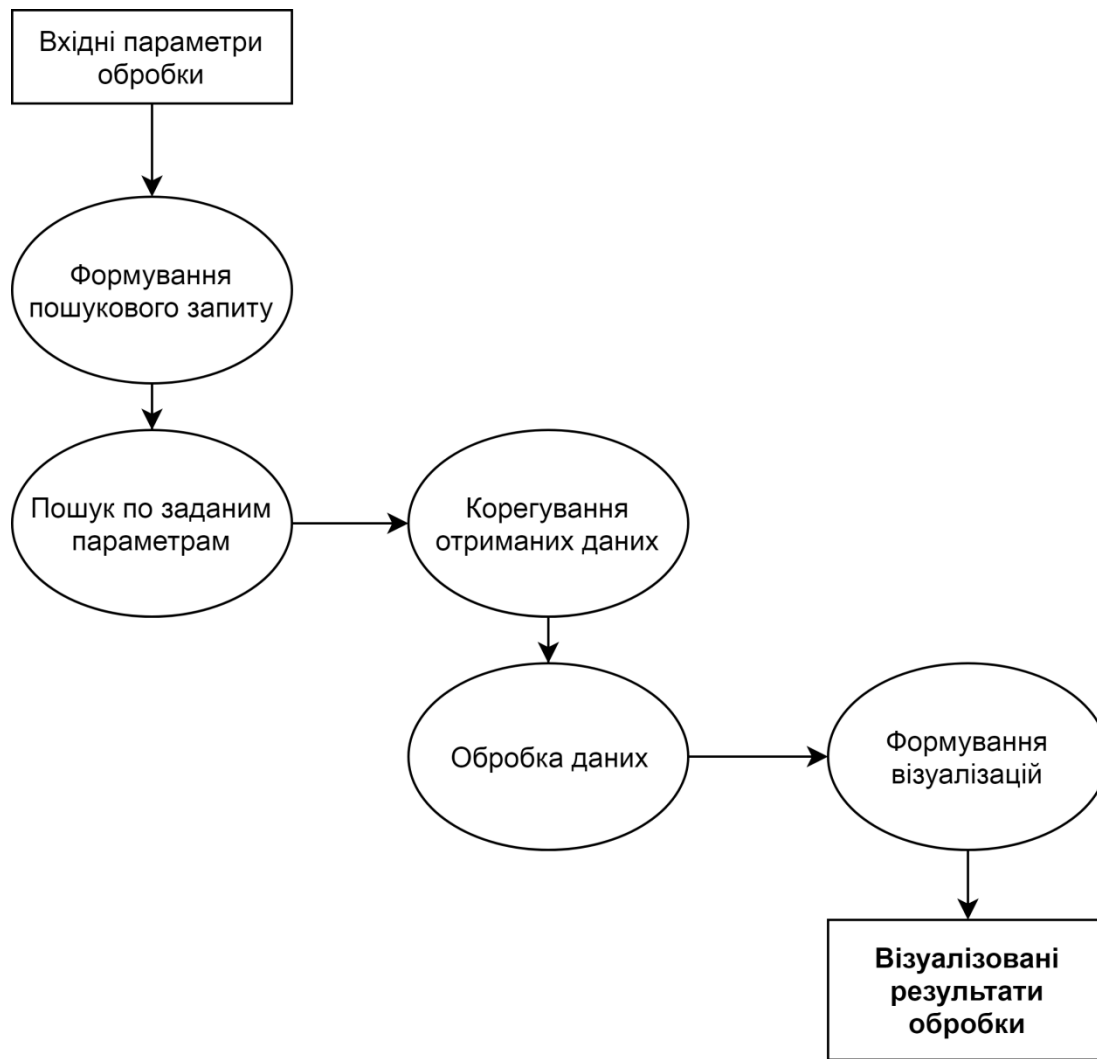 Вхідні параметри
обробки
Формування
пошукового запиту
Пошук по заданим
параметрам
Корегування
отриманих даних
Обробка даних
Формування
візуалізацій
Візуалізовані
результати
обробки